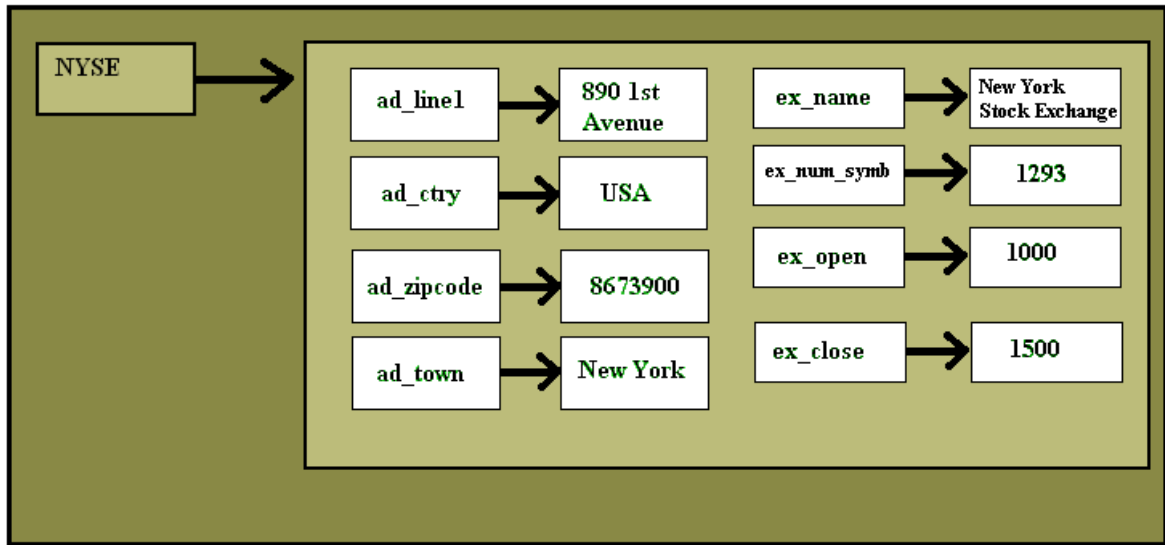 NYSE
ad_line1
890 1st
Avenue
ad_ctry
USA
ad_zipcode
8673900
ad_town
New York
ex_name
New York
Stock Exchange
ex_num_symb
1293
ex_open
1000
ex_close
1500